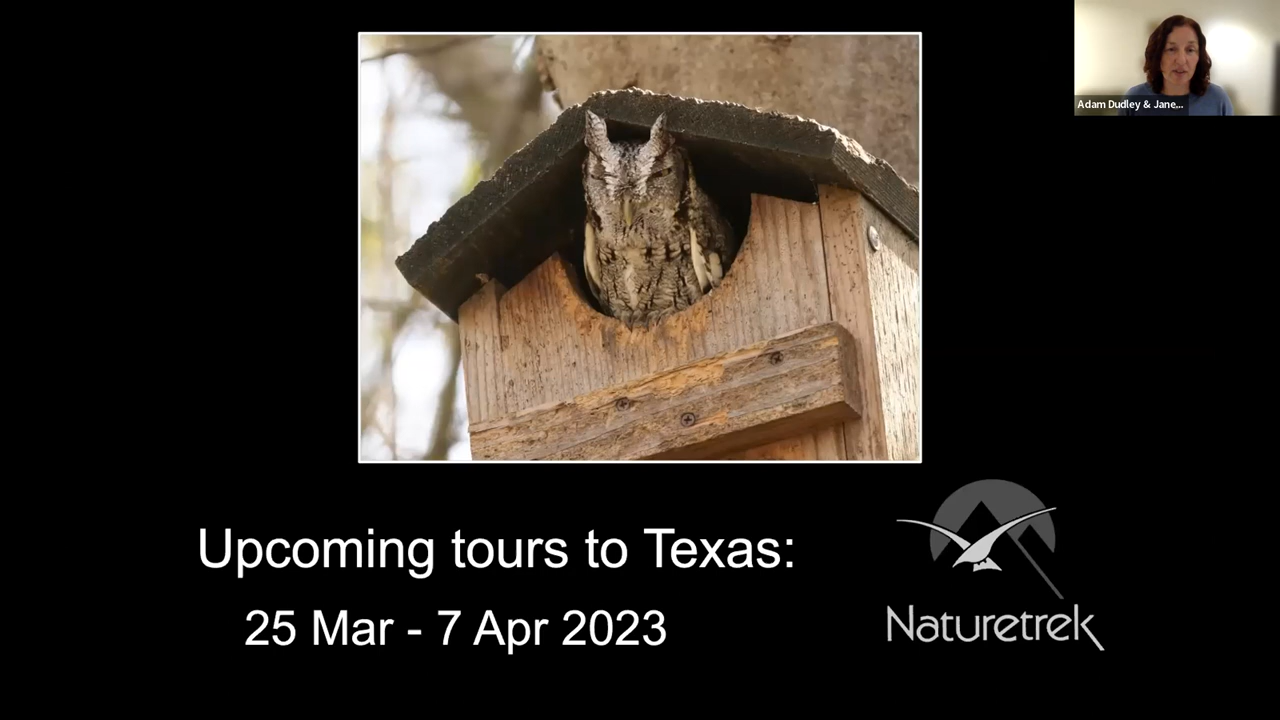 Adam Dudley & Jane...
Upcoming tours to Texas:
25 Mar - 7 Apr 2023
Naturetrek